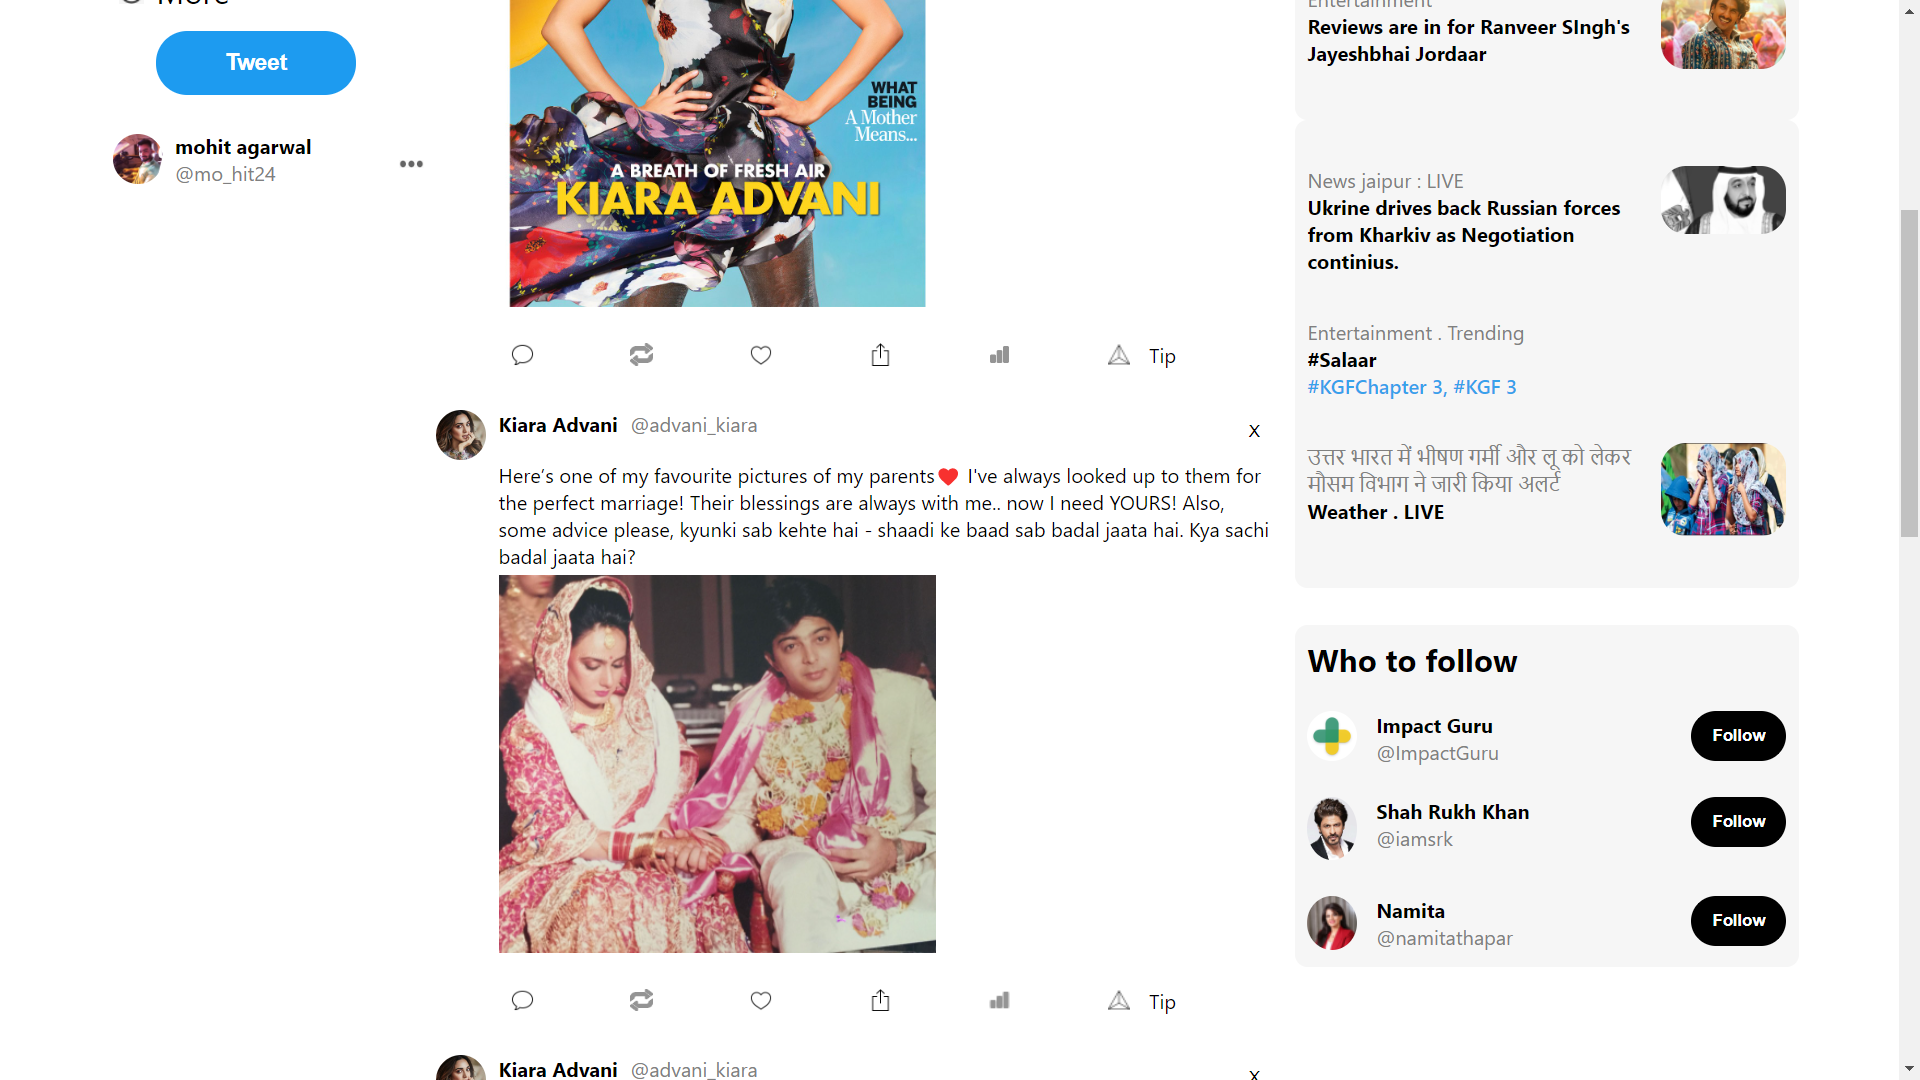 More
Tweet
mohit agarwal
@mo_hit24
WHAT
BEING
A Mother
Means...
A BREATH OF FRESH AIR
KIARA ADVANI
Tip
Kiara Advani @advani_kiara
X
Here’s one of my favourite pictures of my parents❤️ I've always looked up to them for
the perfect marriage! Their blessings are always with me.. now I need YOURS! Also,
some advice please, kyunki sab kehte hai - shaadi ke baad sab badal jaata hai. Kya sachi
badal jaata hai?
Tip
Kiara Advani @advani_kiara
X
Entertainment
Reviews are in for Ranveer SIngh's
Jayeshbhai Jordaar
News jaipur : LIVE
Ukrine drives back Russian forces
from Kharkiv as Negotiation
continius.
Entertainment . Trending
#Salaar
#KGFChapter 3, #KGF 3
उत्तर भारत में भीषण गर्मी और लू को लेकर
मौसम विभाग ने जारी किया अलर्ट
Weather . LIVE
Who to follow
Impact Guru
@ImpactGuru
Follow
Shah Rukh Khan
@iamsrk
Follow
Namita
@namitathapar
Follow